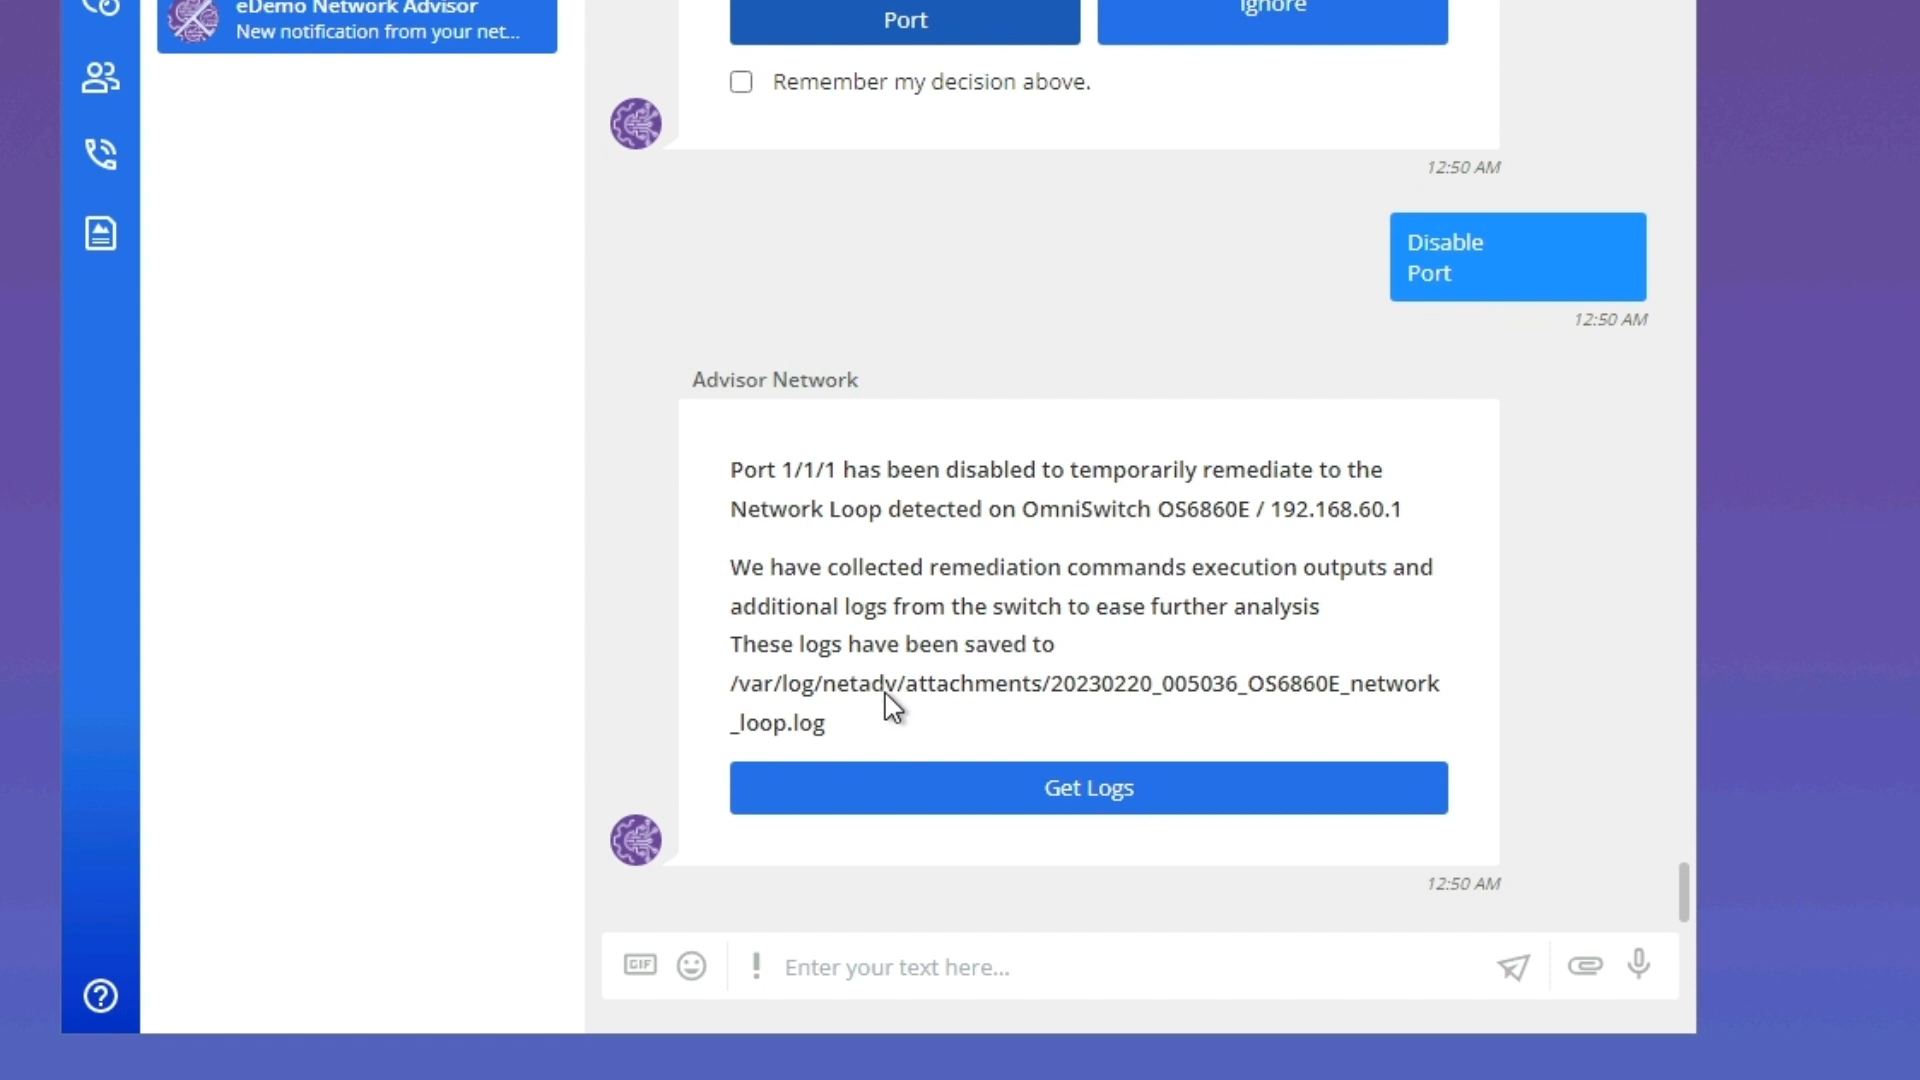 eDemo Network Advisor
New notification from your net...
Port
Ignore
Remember my decision above.
12:50 AM
Disable
Port
12:50 AM
Advisor Network
Port 1/1/1 has been disabled to temporarily remediate to the
Network Loop detected on OmniSwitch OS6860E / 192.168.60.1
We have collected remediation commands execution outputs and
additional logs from the switch to ease further analysis
These logs have been saved to
/var/log/netadv/attachments/20230220_005036_OS6860E_network
_loop.log
Get Logs
12:50 AM
GIF
Enter your text here...